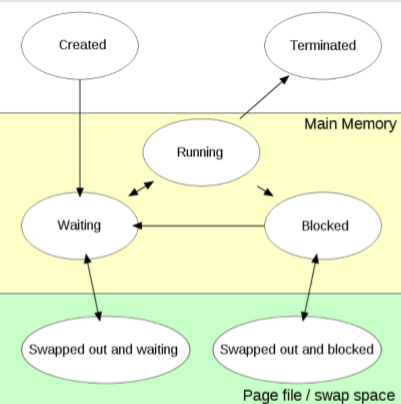 Created
Terminated
Main Memory
Running
Waiting
Blocked
Swapped out and waiting
Swapped out and blocked
Page file / swap space